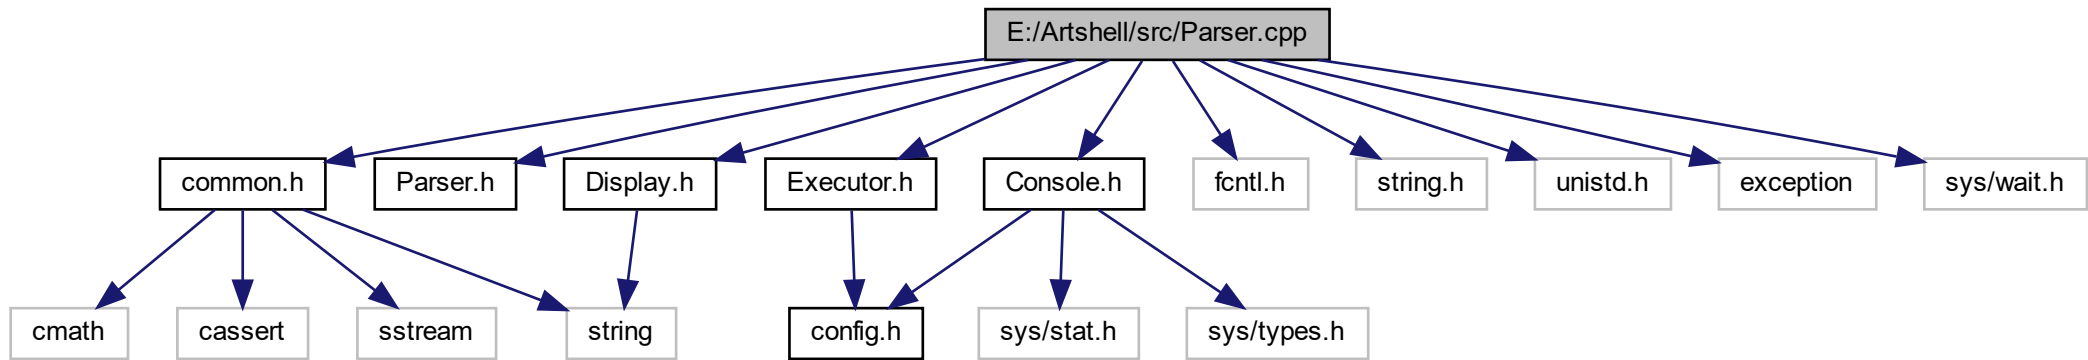 E:/Artshell/src/Parser.cpp
common.h
Parser.h
Display.h
Executor.h
Console.h
fcntl.h
string.h
unistd.h
exception
sys/wait.h
cmath
cassert
sstream
string
config.h
sys/stat.h
sys/types.h